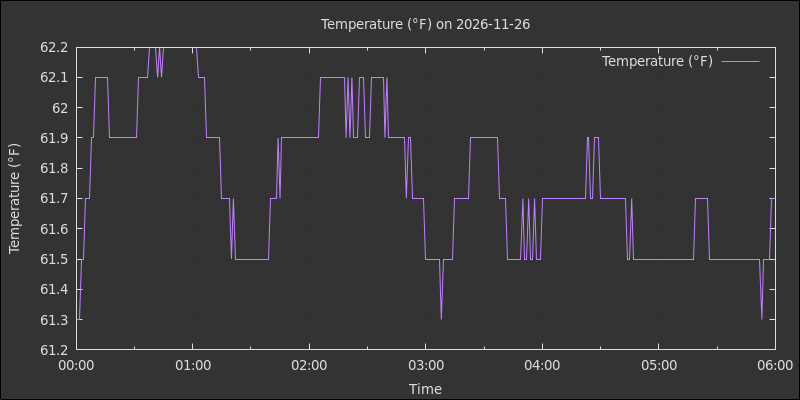 Temperature (°F) on 2026-11-26
Temperature (°F)
Temperature (°F)
62.2
62.1
62
61.9
61.8
61.7
61.6
61.5
61.4
61.3
61.2
00:00 01:00 02:00 03:00 04:00 05:00 06:00
Time